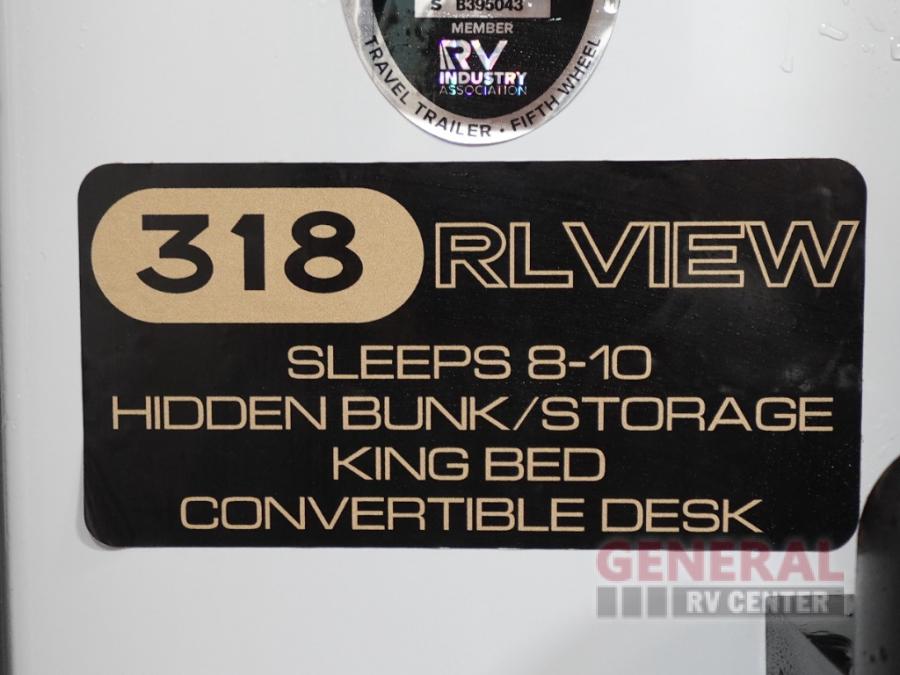 S B395043
MEMBER
RV
INDUSTRY
ASSOCIATION
TRAVEL TRAILER · FIFTH WHEEL
318 RLVIEW
SLEEPS 8-10
HIDDEN BUNK/STORAGE
KING BED
CONVERTIBLE DESK
GENERAL
RV CENTER